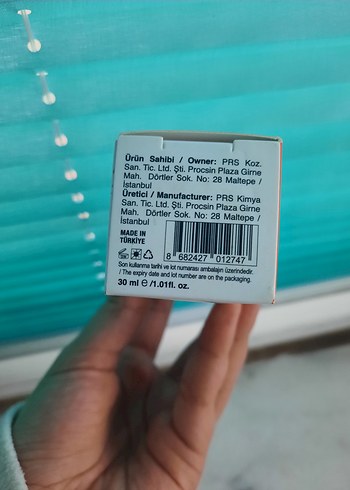 Ürün Sahibi / Owner: PRS Koz.
San. Tic. Ltd. Şti. Procsin Plaza Girne
Mah. Dörtler Sok. No: 28 Maltepe /
İstanbul
Üretici / Manufacturer: PRS Kimya
San. Tic. Ltd. Şti. Procsin Plaza Girne
Mah. Dörtler Sok. No: 28 Maltepe /
İstanbul
MADE IN
TÜRKİYE
8 682427 012747
Son kullanma tarihi ve lot numarası ambalajın üzerindedir.
/ The expiry date and lot number are on the packaging.
30 ml ℮ /1.01fl. oz.